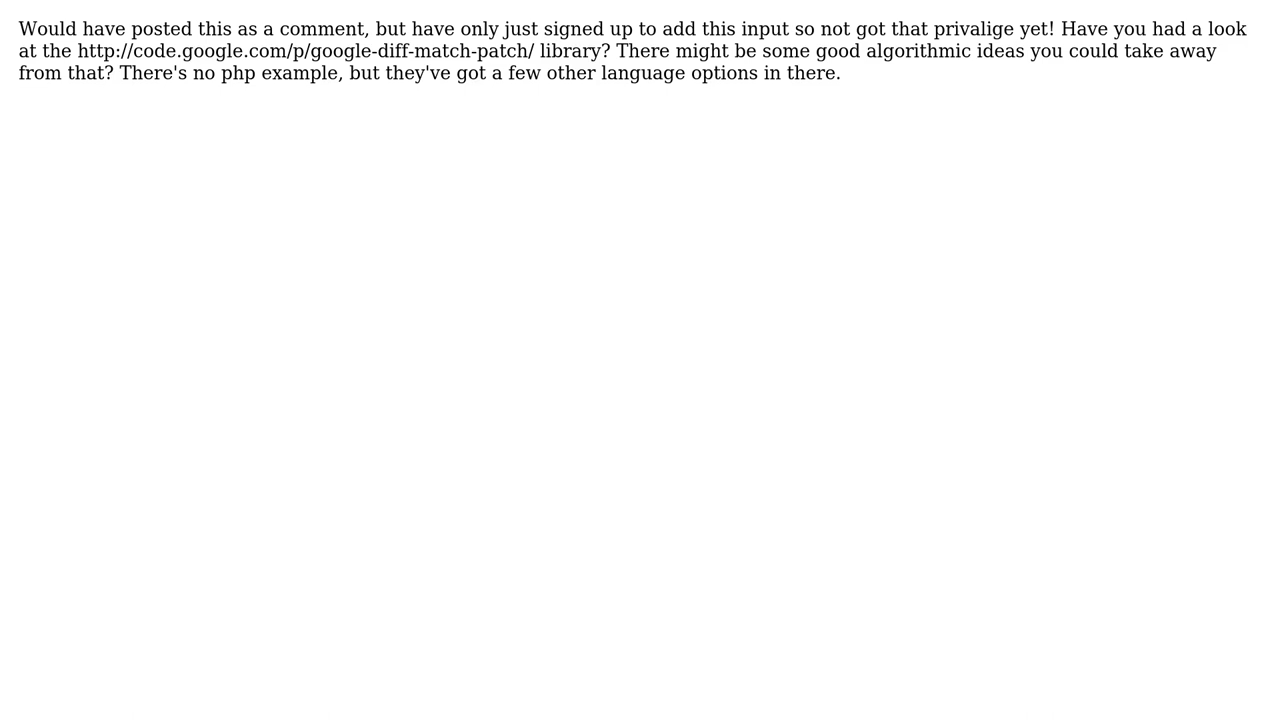 Would have posted this as a comment, but have only just signed up to add this input so not got that privalige yet! Have you had a look
at the http://code.google.com/p/google-diff-match-patch/ library? There might be some good algorithmic ideas you could take away
from that? There's no php example, but they've got a few other language options in there.